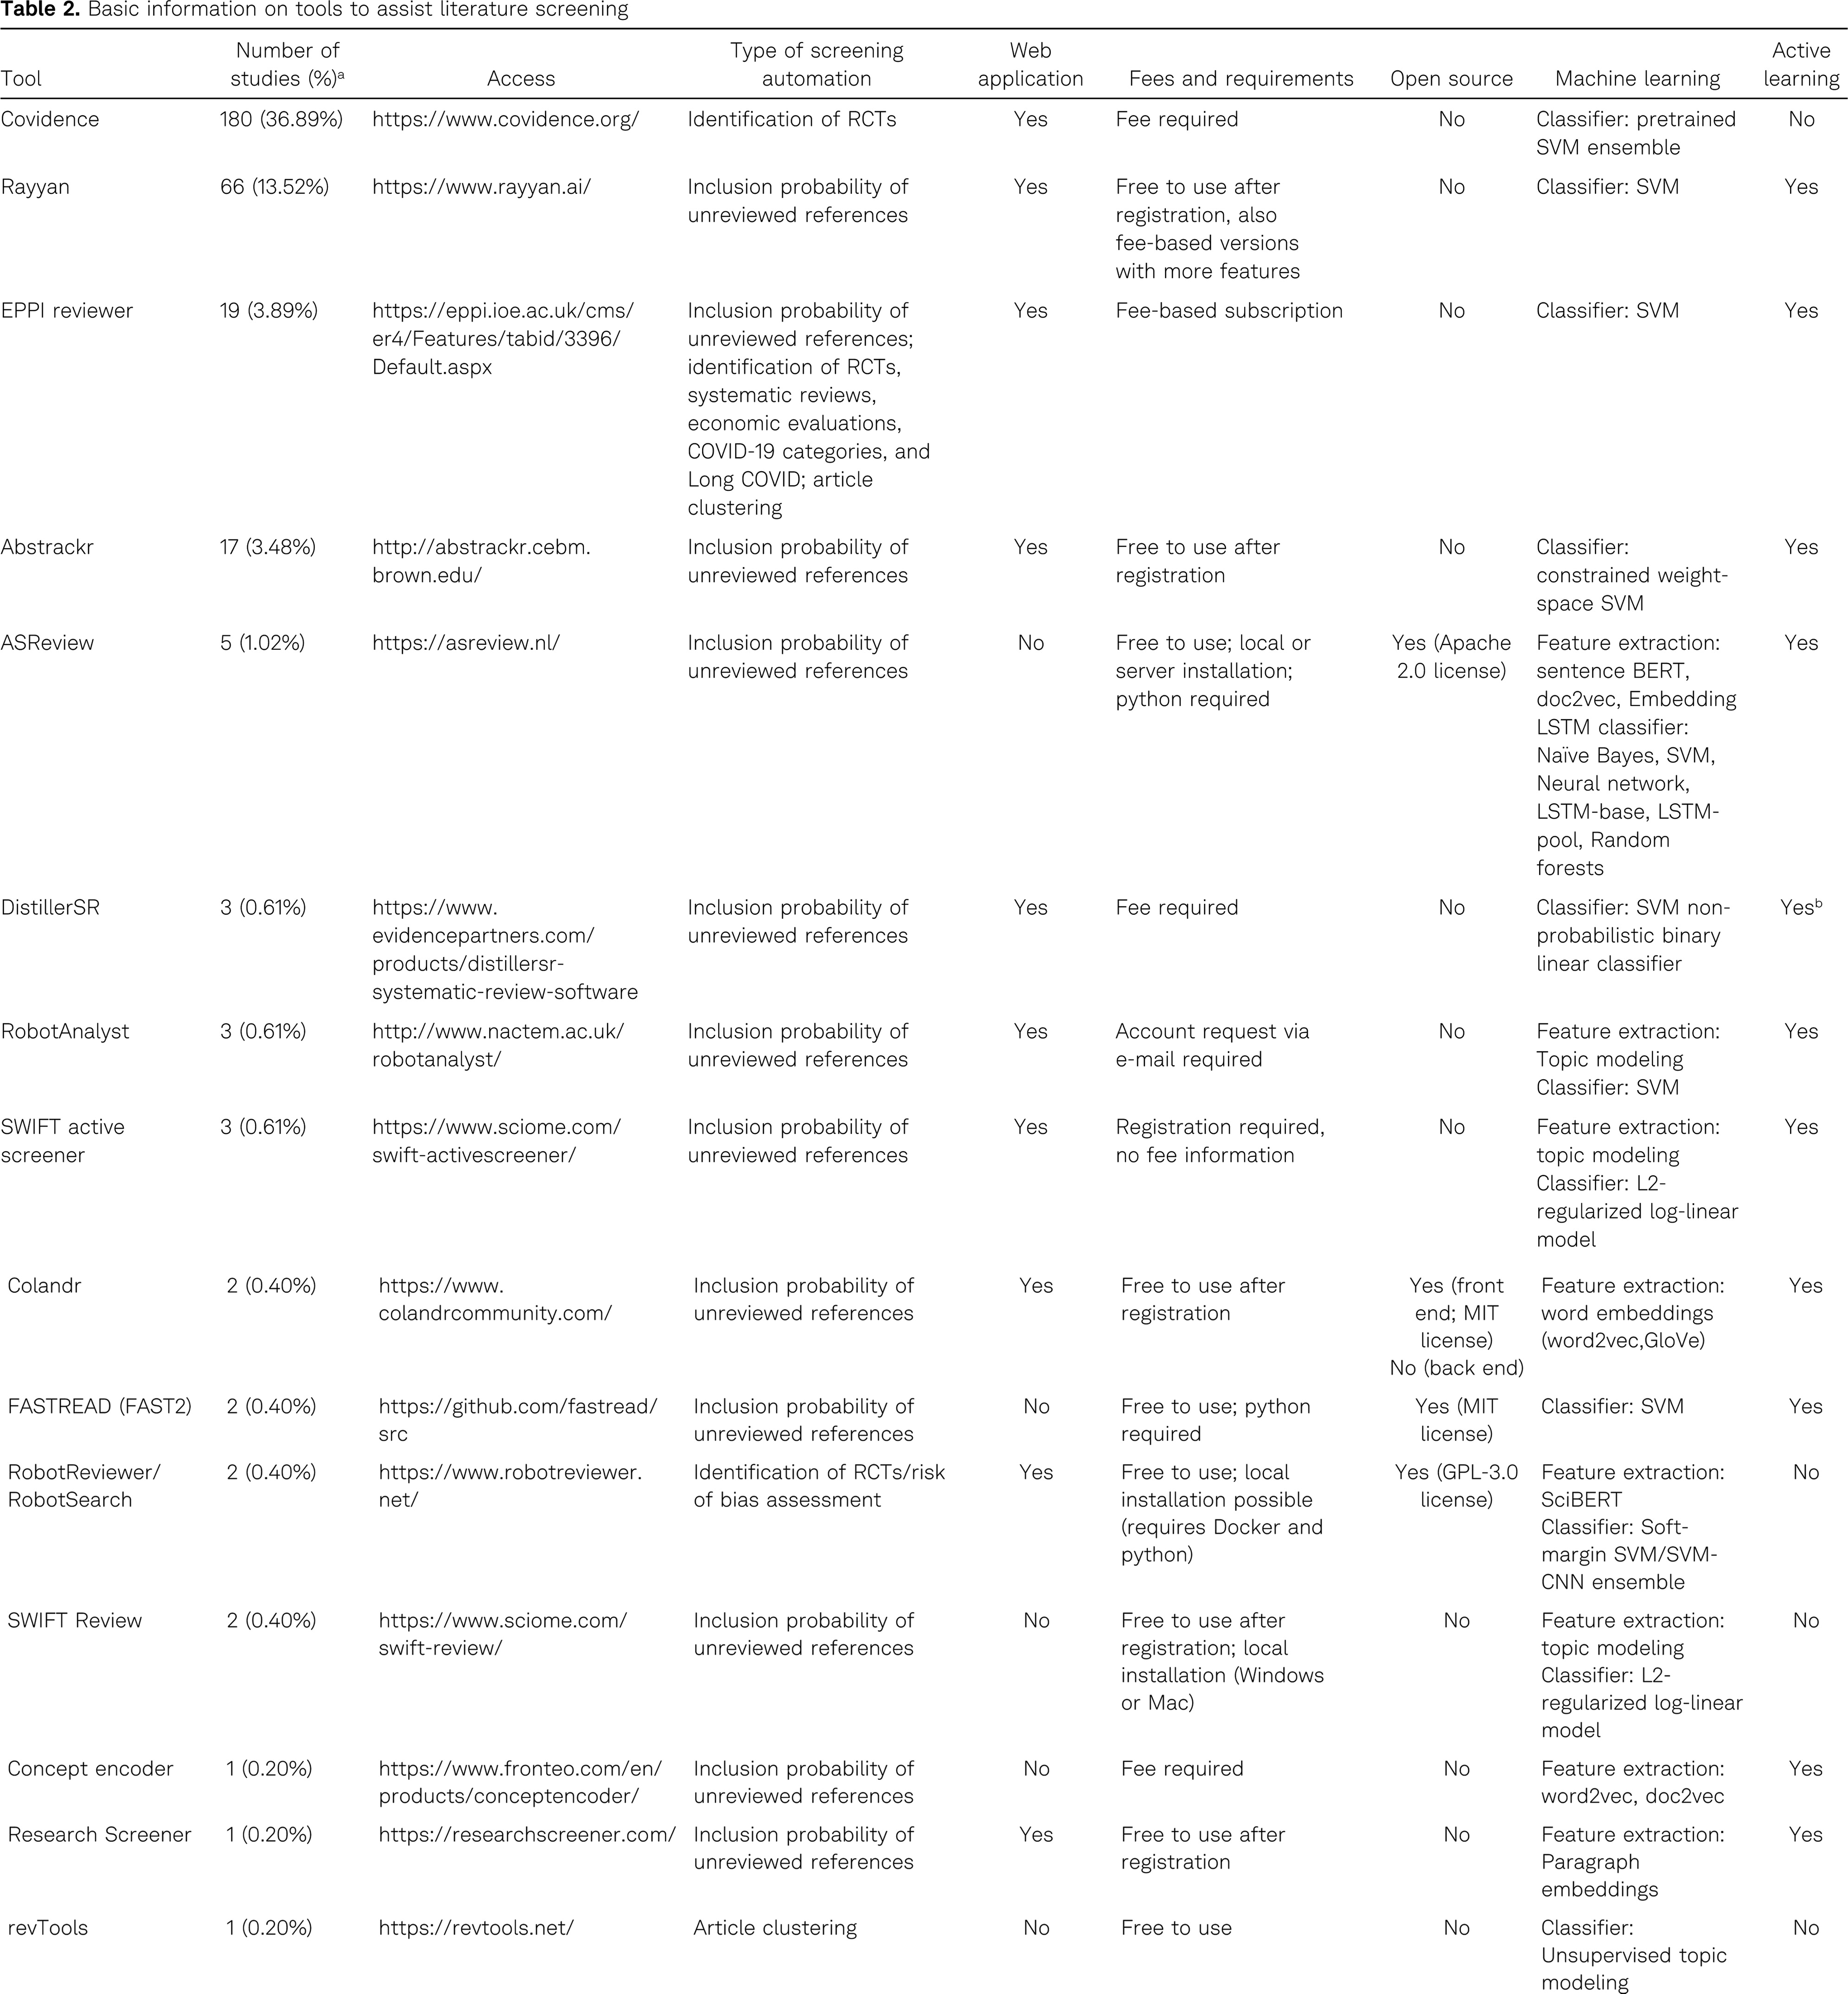 Table 2. Basic information on tools to assist literature screening
Tool
Number of
studies (%)a
Access
Type of screening
automation
Web
application
Fees and requirements
Open source
Machine learning
Active
learning
Covidence
180 (36.89%)
https://www.covidence.org/
Identification of RCTs
Yes
Fee required
No
Classifier: pretrained
SVM ensemble
No
Rayyan
66 (13.52%)
https://www.rayyan.ai/
Inclusion probability of
unreviewed references
Yes
Free to use after
registration, also
fee-based versions
with more features
No
Classifier: SVM
Yes
EPPI reviewer
19 (3.89%)
https://eppi.ioe.ac.uk/cms/
er4/Features/tabid/3396/
Default.aspx
Inclusion probability of
unreviewed references;
identification of RCTs,
systematic reviews,
economic evaluations,
COVID-19 categories, and
Long COVID; article
clustering
Yes
Fee-based subscription
No
Classifier: SVM
Yes
Abstrackr
17 (3.48%)
http://abstrackr.cebm.
brown.edu/
Inclusion probability of
unreviewed references
Yes
Free to use after
registration
No
Classifier:
constrained weight-
space SVM
Yes
ASReview
5 (1.02%)
https://asreview.nl/
Inclusion probability of
unreviewed references
No
Free to use; local or
server installation;
python required
Yes (Apache
2.0 license)
Feature extraction:
sentence BERT,
doc2vec, Embedding
LSTM classifier:
Naïve Bayes, SVM,
Neural network,
LSTM-base, LSTM-
pool, Random
forests
Yes
DistillerSR
3 (0.61%)
https://www.
evidencepartners.com/
products/distillersr-
systematic-review-software
Inclusion probability of
unreviewed references
Yes
Fee required
No
Classifier: SVM non-
probabilistic binary
linear classifier
Yesb
RobotAnalyst
3 (0.61%)
http://www.nactem.ac.uk/
robotanalyst/
Inclusion probability of
unreviewed references
Yes
Account request via
e-mail required
No
Feature extraction:
Topic modeling
Classifier: SVM
Yes
SWIFT active
screener
3 (0.61%)
https://www.sciome.com/
swift-activescreener/
Inclusion probability of
unreviewed references
Yes
Registration required,
no fee information
No
Feature extraction:
topic modeling
Classifier: L2-
regularized log-linear
model
Yes
Colandr
2 (0.40%)
https://www.
colandrcommunity.com/
Inclusion probability of
unreviewed references
Yes
Free to use after
registration
Yes (front
end; MIT
license)
No (back end)
Feature extraction:
word embeddings
(word2vec,GloVe)
Yes
FASTREAD (FAST2)
2 (0.40%)
https://github.com/fastread/
src
Inclusion probability of
unreviewed references
No
Free to use; python
required
Yes (MIT
license)
Classifier: SVM
Yes
RobotReviewer/
RobotSearch
2 (0.40%)
https://www.robotreviewer.
net/
Identification of RCTs/risk
of bias assessment
Yes
Free to use; local
installation possible
(requires Docker and
python)
Yes (GPL-3.0
license)
Feature extraction:
SciBERT
Classifier: Soft-
margin SVM/SVM-
CNN ensemble
No
SWIFT Review
2 (0.40%)
https://www.sciome.com/
swift-review/
Inclusion probability of
unreviewed references
No
Free to use after
registration; local
installation (Windows
or Mac)
No
Feature extraction:
topic modeling
Classifier: L2-
regularized log-linear
model
No
Concept encoder
1 (0.20%)
https://www.fronteo.com/en/
products/conceptencoder/
Inclusion probability of
unreviewed references
No
Fee required
No
Feature extraction:
word2vec, doc2vec
Yes
Research Screener
1 (0.20%)
https://researchscreener.com/
Inclusion probability of
unreviewed references
Yes
Free to use after
registration
No
Feature extraction:
Paragraph
embeddings
Yes
revTools
1 (0.20%)
https://revtools.net/
Article clustering
No
Free to use
No
Classifier:
Unsupervised topic
modeling
No